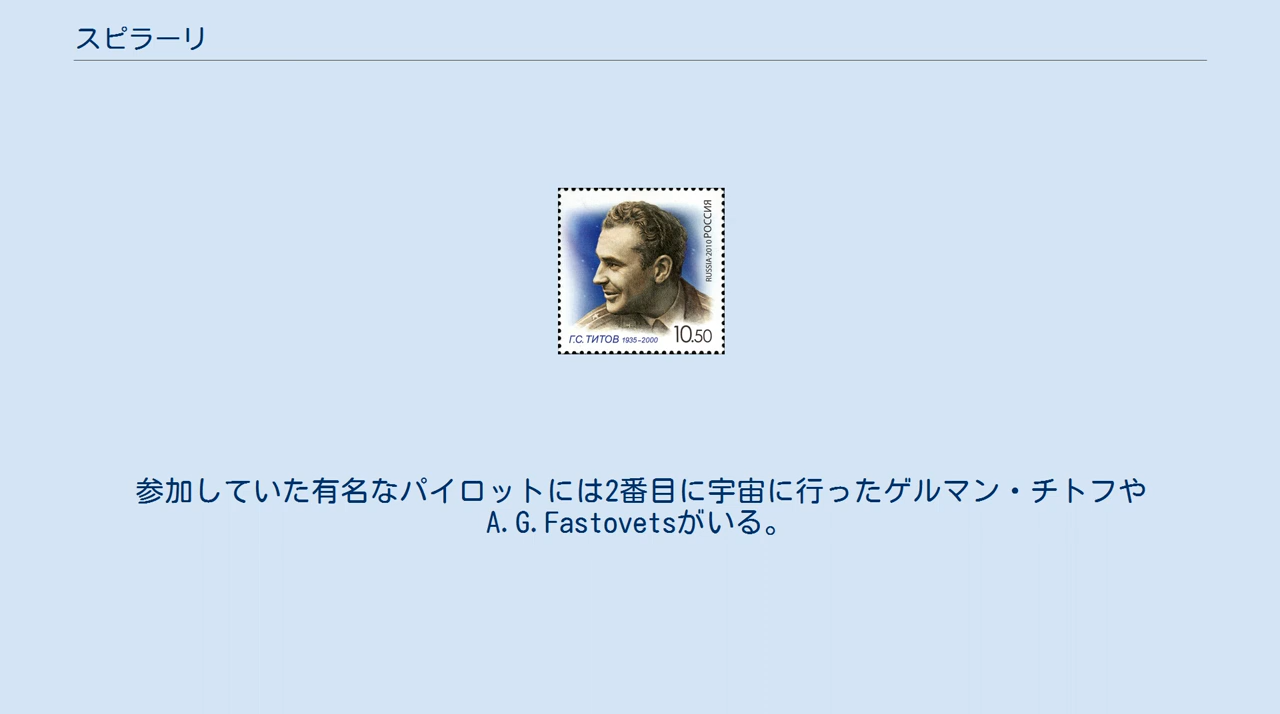 スピラーリ
RUSSIA·2010 РОССИЯ
Г.С. ТИТОВ 1935-2000
10.50
参加していた有名なパイロットには2番目に宇宙に行ったゲルマン・チトフや
A.G.Fastovetsがいる。